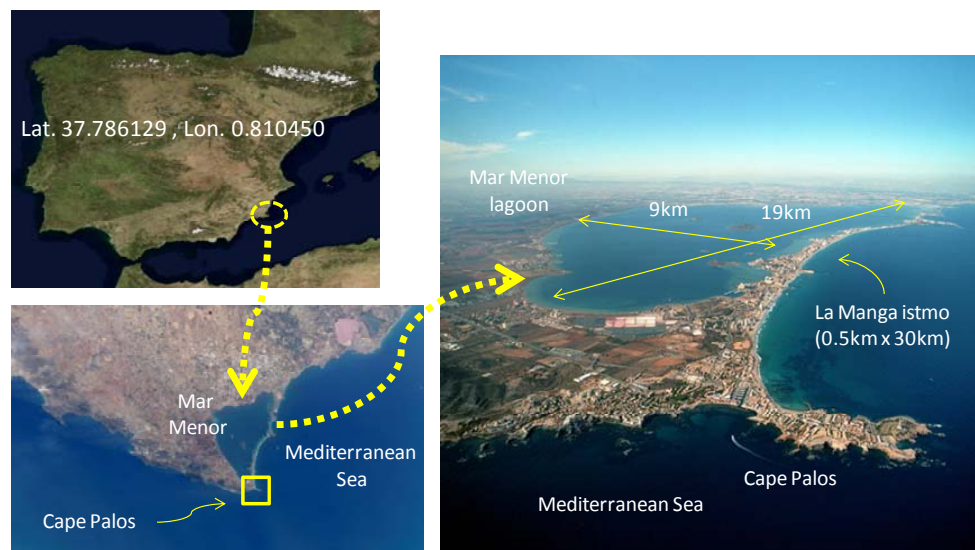 Lat. 37.786129 , Lon. 0.810450
Mar
Menor
Mediterranean
Sea
Cape Palos
Mar Menor
lagoon
9km
19km
La Manga istmo
(0.5km x 30km)
Cape Palos
Mediterranean Sea